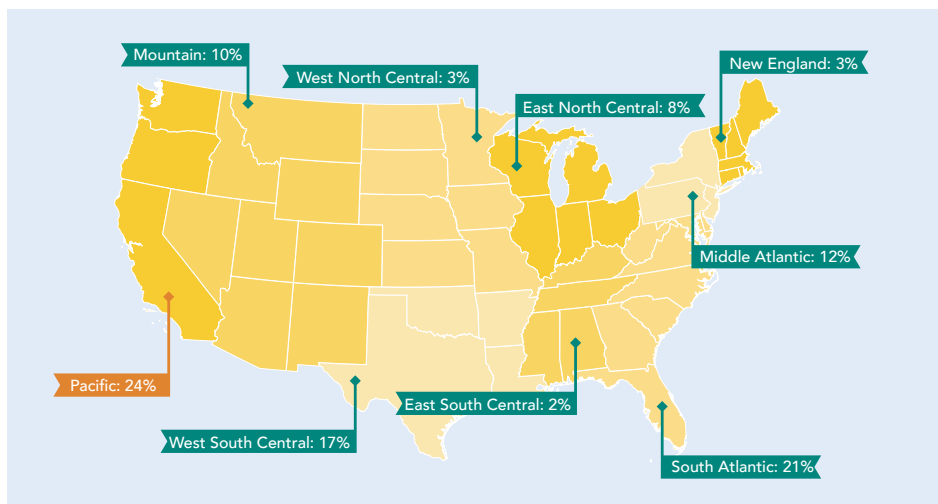 Mountain: 10%
New England: 3%
West North Central: 3%
East North Central: 8%
Middle Atlantic: 12%
Pacific: 24%
East South Central: 2%
West South Central: 17%
South Atlantic: 21%